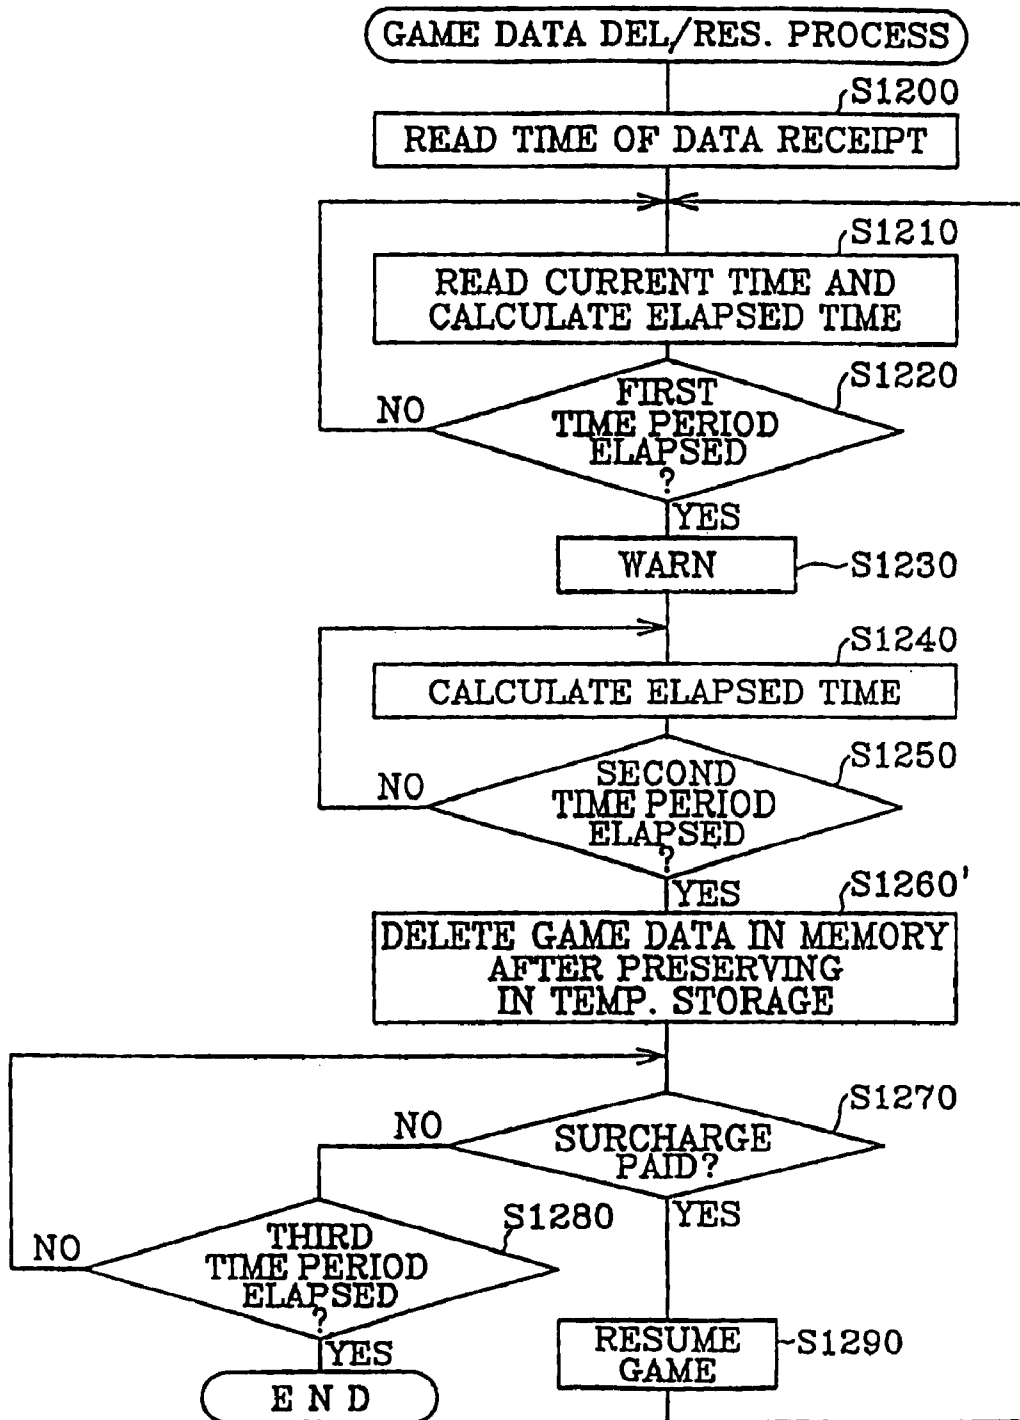 GAME DATA DEL/RES. PROCESS
S1200
READ TIME OF DATA RECEIPT
S1210
READ CURRENT TIME AND
CALCULATE ELAPSED TIME
S1220
FIRST
TIME PERIOD
ELAPSED
?
NO
YES
WARN
S1230
S1240
CALCULATE ELAPSED TIME
S1250
SECOND
TIME PERIOD
ELAPSED
?
NO
YES
S1260'
DELETE GAME DATA IN MEMORY
AFTER PRESERVING
IN TEMP. STORAGE
S1270
NO
SURCHARGE
PAID?
YES
S1280
THIRD
TIME PERIOD
ELAPSED
?
NO
YES
END
RESUME
GAME
S1290